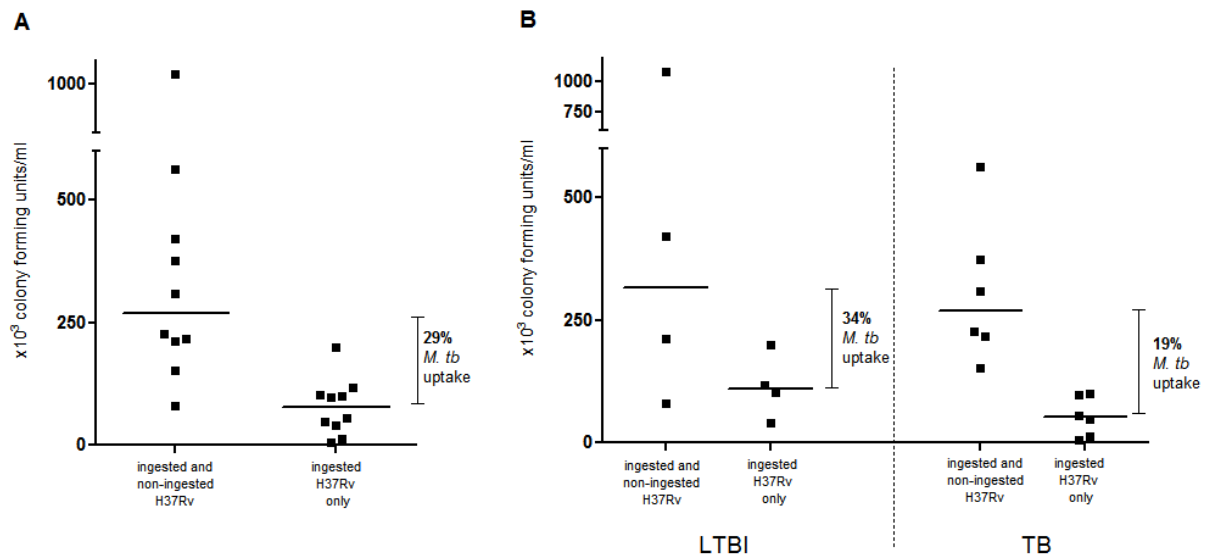 A
1000
500
250
0
x10³ colony forming units/ml
29%
M. tb
uptake
ingested and
non-ingested
H37Rv
ingested
H37Rv
only
B
1000
750
500
250
0
x10³ colony forming units/ml
34%
M. tb
uptake
19%
M. tb
uptake
ingested and
non-ingested
H37Rv
ingested
H37Rv
only
ingested and
non-ingested
H37Rv
ingested
H37Rv
only
LTBI
TB